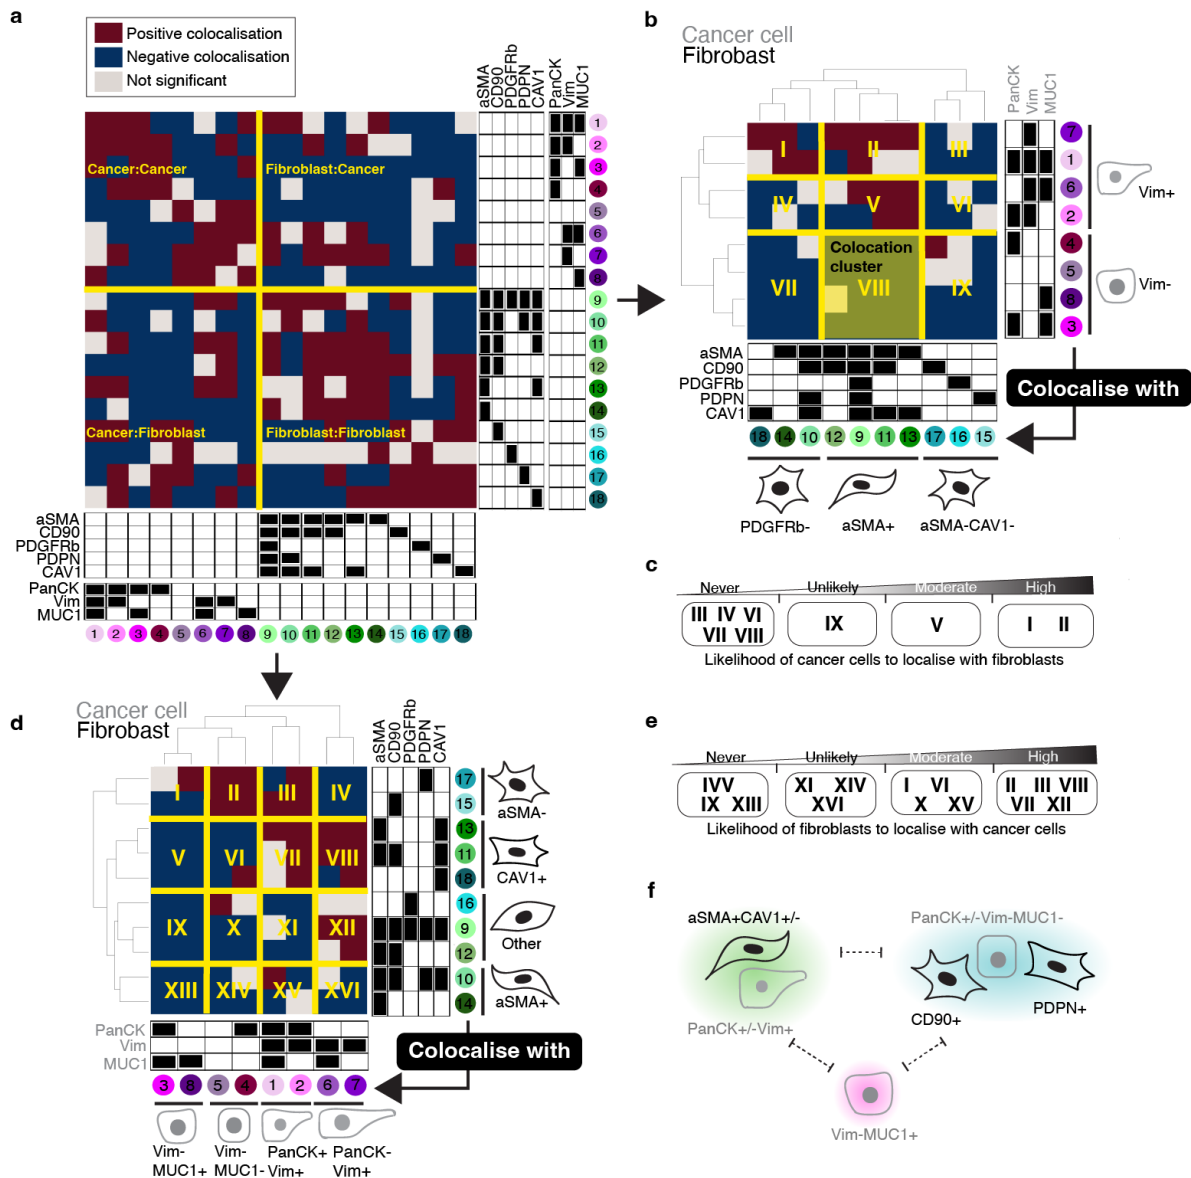 a
Positive colocalisation
Negative colocalisation
Not significant
aSMA
CD90
PDGFRb
PDPN
CAV1
PanCK
Vim
MUC1
Cancer:Cancer
Fibroblast:Cancer
Cancer:Fibroblast
Fibroblast:Fibroblast
1
2
3
4
5
6
7
8
9
10
11
12
13
14
15
16
17
18
aSMA
CD90
PDGFRb
PDPN
CAV1
PanCK
Vim
MUC1
1 2 3 4 5 6 7 8 9 10 11 12 13 14 15 16 17 18
b
Cancer cell
Fibrobast
PanCK
Vim
MUC1
I II III
IV V VI
Colocation
cluster
VII VIII IX
7
1
6
2
4
5
8
3
Vim+
Vim-
aSMA
CD90
PDGFRb
PDPN
CAV1
18 14 10 12 9 11 13 17 16 15
Colocalise with
PDGFRb-
aSMA+
aSMA-CAV1-
c
Never Unlikely Moderate High
III IV VI
VII VIII
IX
V
I II
Likelihood of cancer cells to localise with fibroblasts
d
Cancer cell
Fibrobast
aSMA
CD90
PDGFRb
PDPN
CAV1
I II III IV
V VI VII VIII
IX X XI XII
XIII XIV XV XVI
17
15
13
11
18
16
9
12
10
14
aSMA-
CAV1+
Other
aSMA+
PanCK
Vim
MUC1
3 8 5 4 1 2 6 7
Colocalise with
Vim-
MUC1+
Vim-
MUC1-
PanCK+
Vim+
PanCK-
Vim+
e
Never Unlikely Moderate High
IVV
IX XIII
XI XIV
XVI
I VI
X XV
II III VIII
VII XII
Likelihood of fibroblasts to localise with cancer cells
f
aSMA+CAV1+/-
PanCK+/-Vim+
PanCK+/-Vim-MUC1-
CD90+
PDPN+
Vim-MUC1+